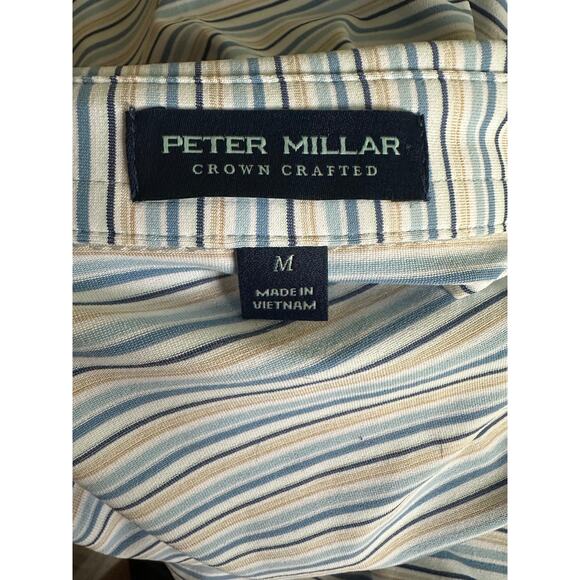 PETER MILLAR
CROWN CRAFTED
M
MADE IN
VIETNAM